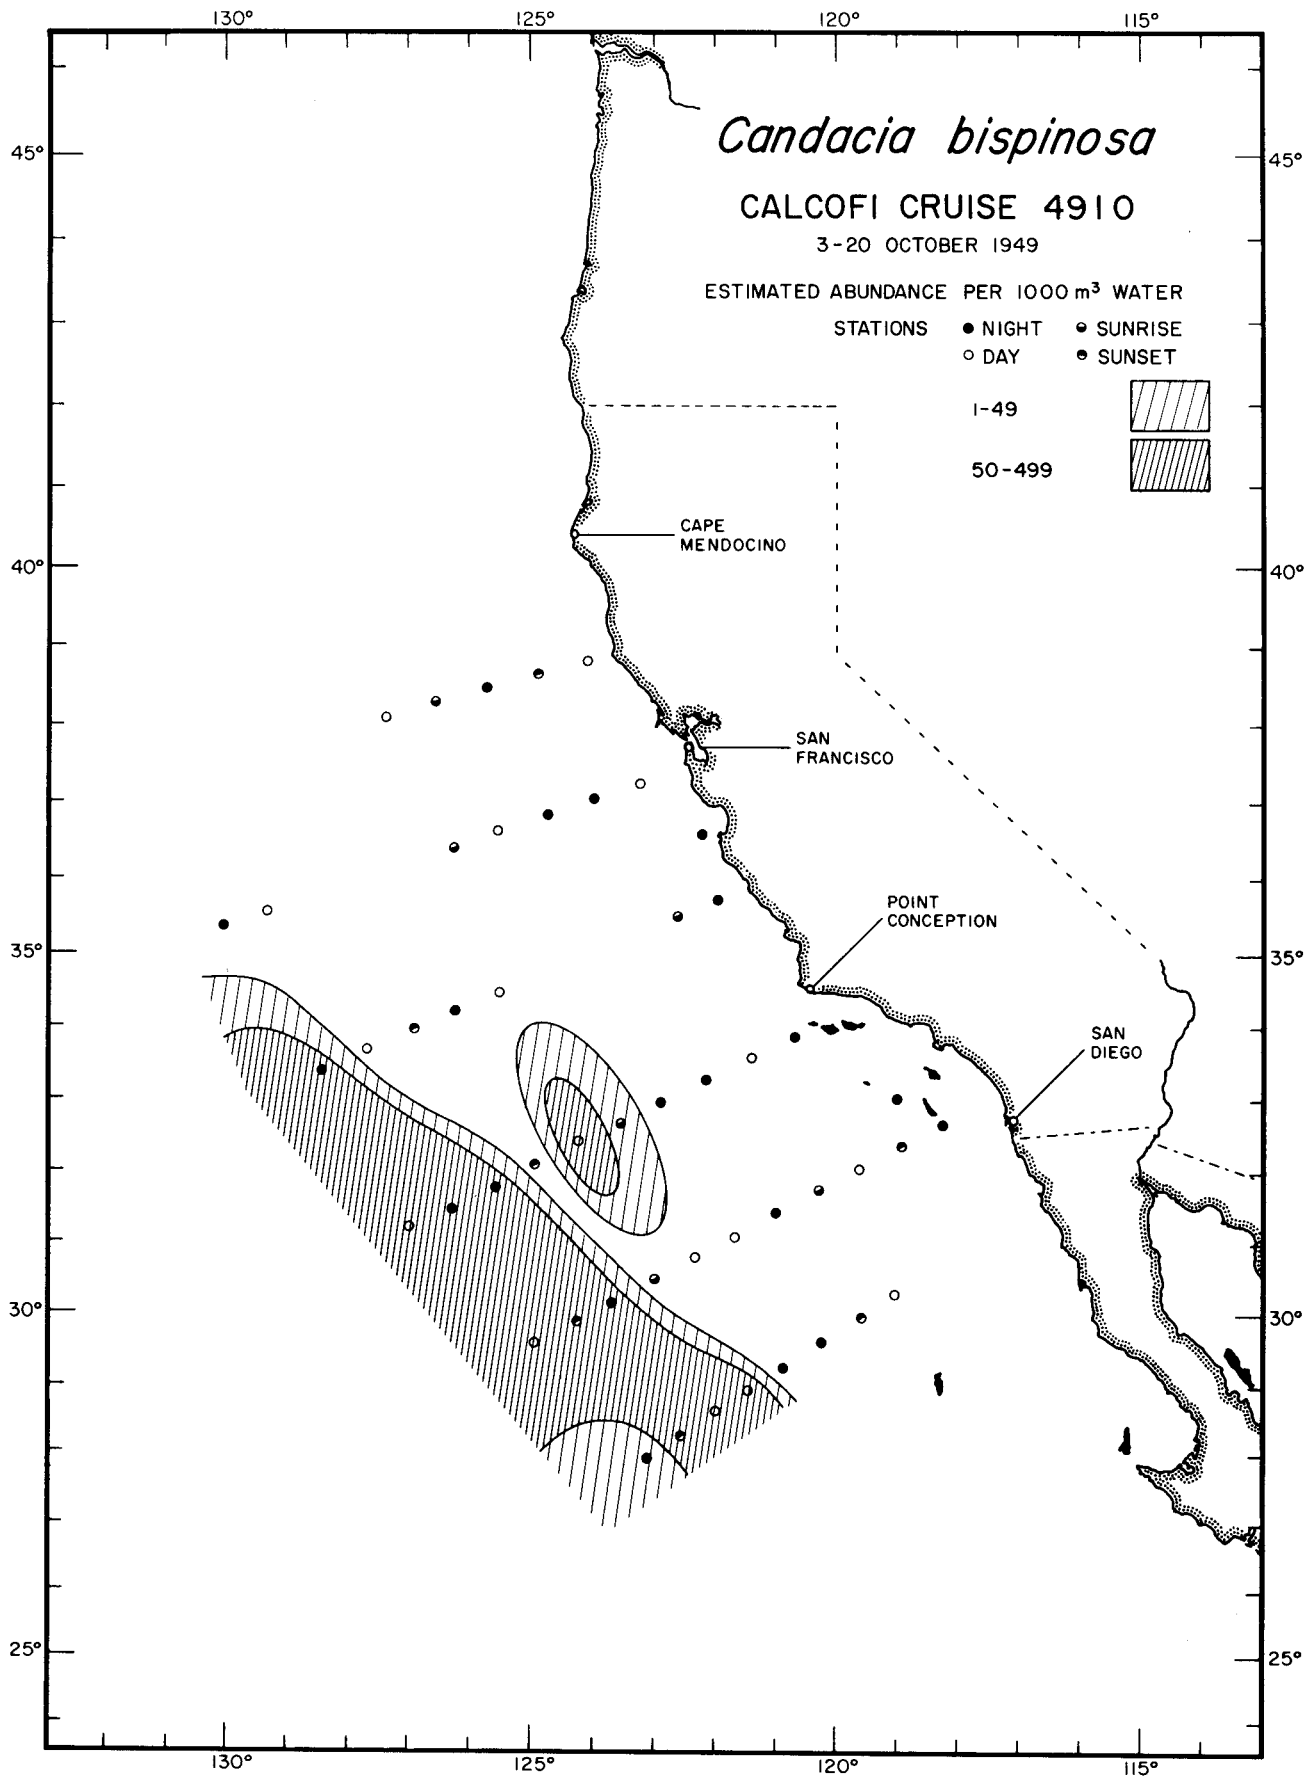 130° 125° 120° 115°
Candacia bispinosa
45° 45°
CALCOFI CRUISE 4910
3-20 OCTOBER 1949
ESTIMATED ABUNDANCE PER 1000 m³ WATER
STATIONS NIGHT SUNRISE
DAY SUNSET
1-49
50-499
CAPE
MENDOCINO
40° 40°
SAN
FRANCISCO
POINT
CONCEPTION
35° 35°
SAN
DIEGO
30° 30°
25° 25°
130° 125° 120° 115°